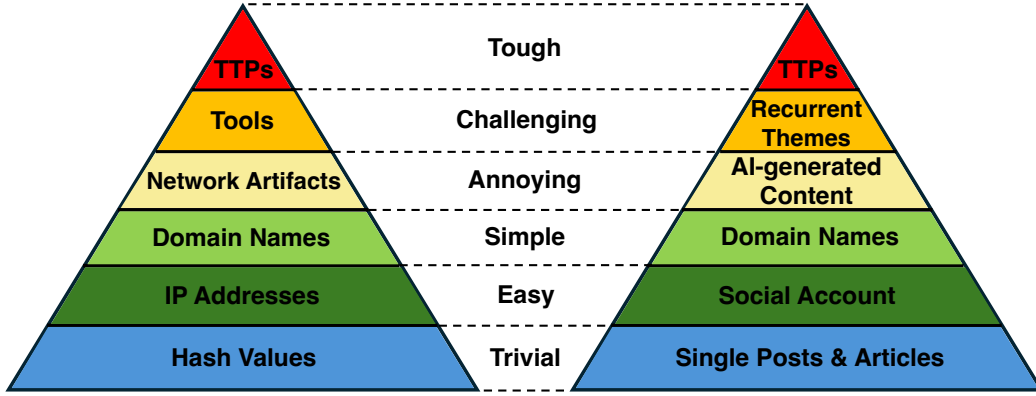 TTPs
Tough
TTPs
Tools
Challenging
Recurrent
Themes
Network Artifacts
Annoying
AI-generated
Content
Domain Names
Simple
Domain Names
IP Addresses
Easy
Social Account
Hash Values
Trivial
Single Posts & Articles